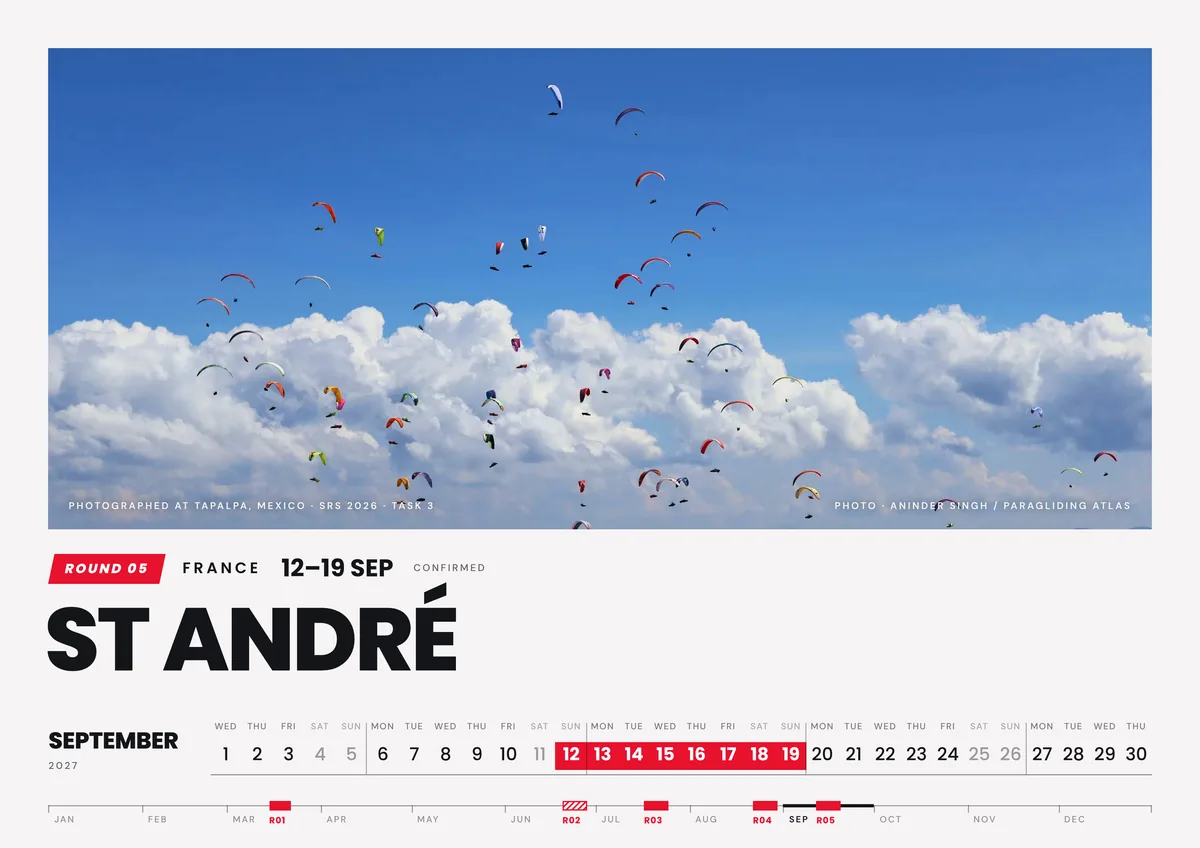 PHOTOGRAPHED AT TAPALPA, MEXICO - SRS 2026 - TASK 3
PHOTO · ANINDER SINGH / PARAGLIDING ATLAS
ROUND 05 FRANCE 12–19 SEP CONFIRMED
ST ANDRÉ
WED THU FRI SAT SUN MON TUE WED THU FRI SAT SUN MON TUE WED THU FRI SAT SUN MON TUE WED THU FRI SAT SUN MON TUE WED THU
SEPTEMBER 1 2 3 4 5 6 7 8 9 10 11 12 13 14 15 16 17 18 19 20 21 22 23 24 25 26 27 28 29 30
2027
JAN FEB MAR R01 APR MAY JUN R02 JUL R03 AUG R04 SEP R05 OCT NOV DEC